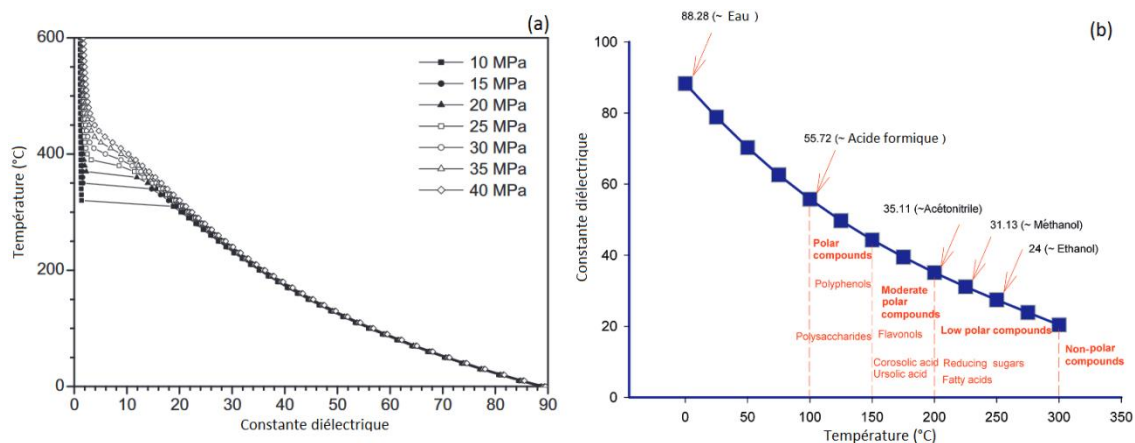 (a)
600
400
200
0
Température (°C)
10 MPa
15 MPa
20 MPa
25 MPa
30 MPa
35 MPa
40 MPa
0 10 20 30 40 50 60 70 80 90
Constante diélectrique
(b)
88.28 (~ Eau )
100
80
60
40
20
0
Constante diélectrique
55.72 (~ Acide formique )
35.11 (~Acétonitrile)
31.13 (~ Méthanol)
24 (~ Ethanol)
Polar
compounds
Polyphenols
Polysaccharides
Moderate
polar
compounds
Flavonols
Corosolic acid
Ursolic acid
Low polar compounds
Reducing sugars
Fatty acids
Non-polar
compounds
0 50 100 150 200 250 300 350
Température (°C)